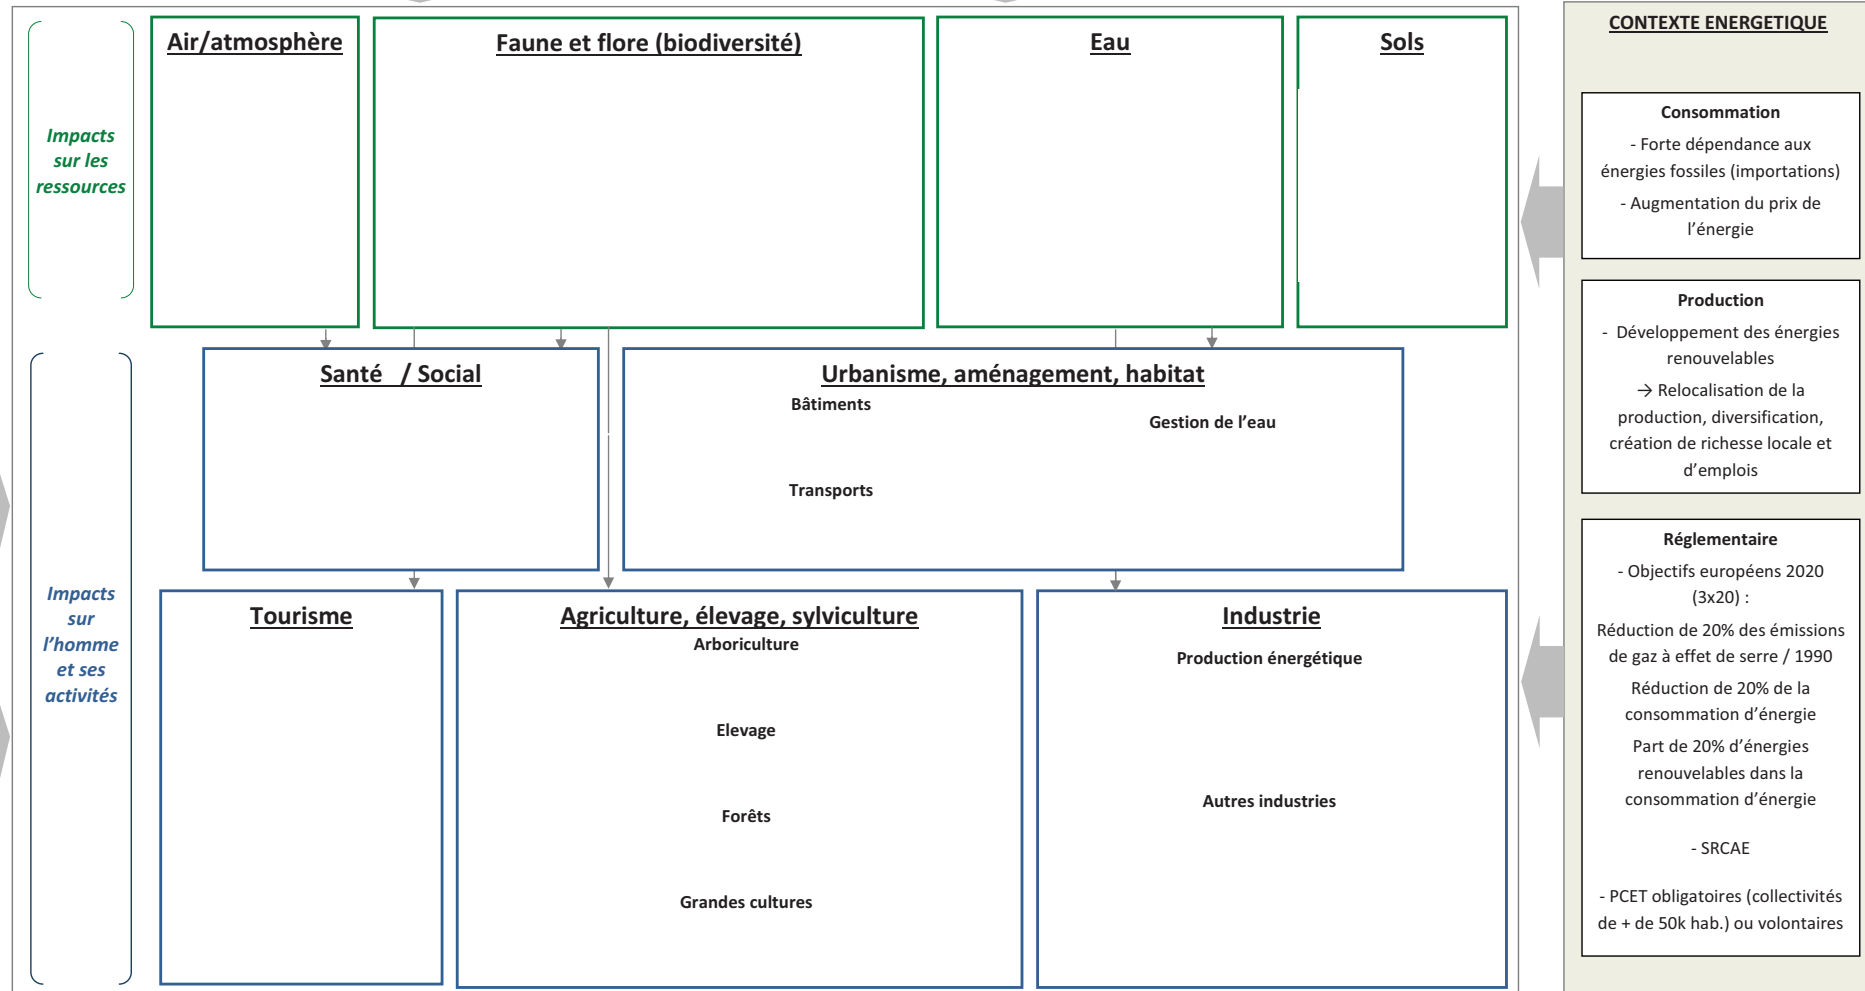 Impacts
sur les
ressources
Air/atmosphère
Faune et flore (biodiversité)
Eau
Sols
Impacts
sur
l’homme
et ses
activités
Santé / Social
Urbanisme, aménagement, habitat
Bâtiments
Gestion de l’eau
Transports
Tourisme
Agriculture, élevage, sylviculture
Arboriculture
Elevage
Forêts
Grandes cultures
Industrie
Production énergétique
Autres industries
CONTEXTE ENERGETIQUE
Consommation
- Forte dépendance aux
énergies fossiles (importations)
- Augmentation du prix de
l’énergie
Production
- Développement des énergies
renouvelables
→ Relocalisation de la
production, diversification,
création de richesse locale et
d’emplois
Réglementaire
- Objectifs européens 2020
(3x20) :
Réduction de 20% des émissions
de gaz à effet de serre / 1990
Réduction de 20% de la
consommation d’énergie
Part de 20% d’énergies
renouvelables dans la
consommation d’énergie
- SRCAE
- PCET obligatoires (collectivités
de + de 50k hab.) ou volontaires